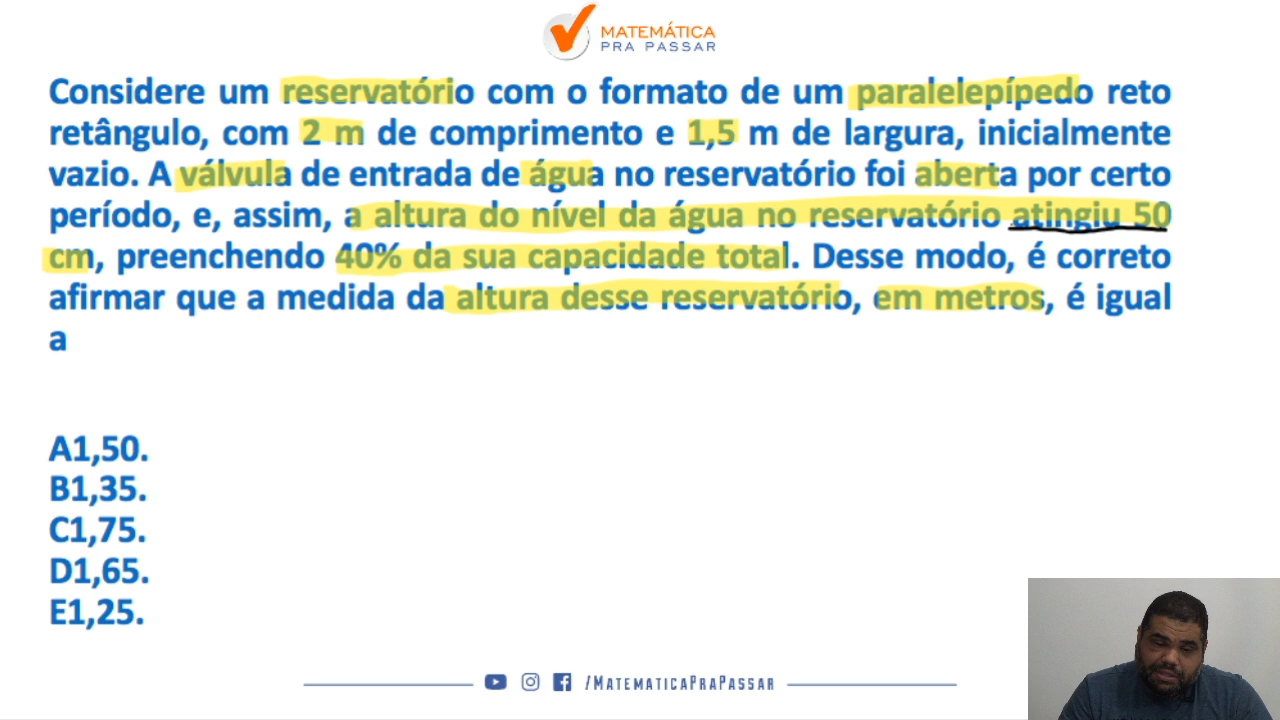 MATEMÁTICA
PRA PASSAR
Considere um reservatório com o formato de um paralelepípedo reto
retângulo, com 2 m de comprimento e 1,5 m de largura, inicialmente
vazio. A válvula de entrada de água no reservatório foi aberta por certo
período, e, assim, a altura do nível da água no reservatório atingiu 50
cm, preenchendo 40% da sua capacidade total. Desse modo, é correto
afirmar que a medida da altura desse reservatório, em metros, é igual
a
A1,50.
B1,35.
C1,75.
D1,65.
E1,25.
/MATEMATICAPRAPASSAR